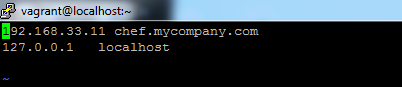 vagrant@localhost:~
192.168.33.11 chef.mycompany.com
127.0.0.1   localhost
~